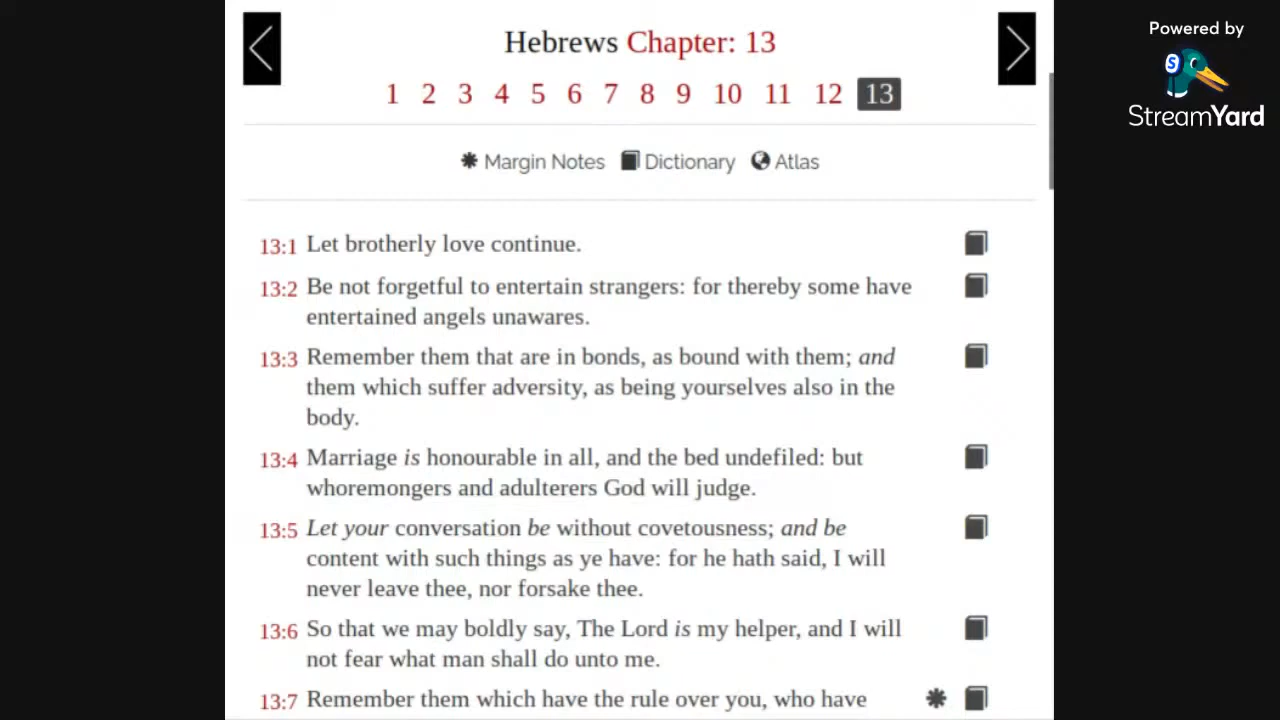 Hebrews Chapter: 13
Powered by
StreamYard
1 2 3 4 5 6 7 8 9 10 11 12 13
Margin Notes Dictionary Atlas
13:1 Let brotherly love continue.
13:2 Be not forgetful to entertain strangers: for thereby some have
entertained angels unawares.
13:3 Remember them that are in bonds, as bound with them; and
them which suffer adversity, as being yourselves also in the
body.
13:4 Marriage is honourable in all, and the bed undefiled: but
whoremongers and adulterers God will judge.
13:5 Let your conversation be without covetousness; and be
content with such things as ye have: for he hath said, I will
never leave thee, nor forsake thee.
13:6 So that we may boldly say, The Lord is my helper, and I will
not fear what man shall do unto me.
13:7 Remember them which have the rule over you, who have